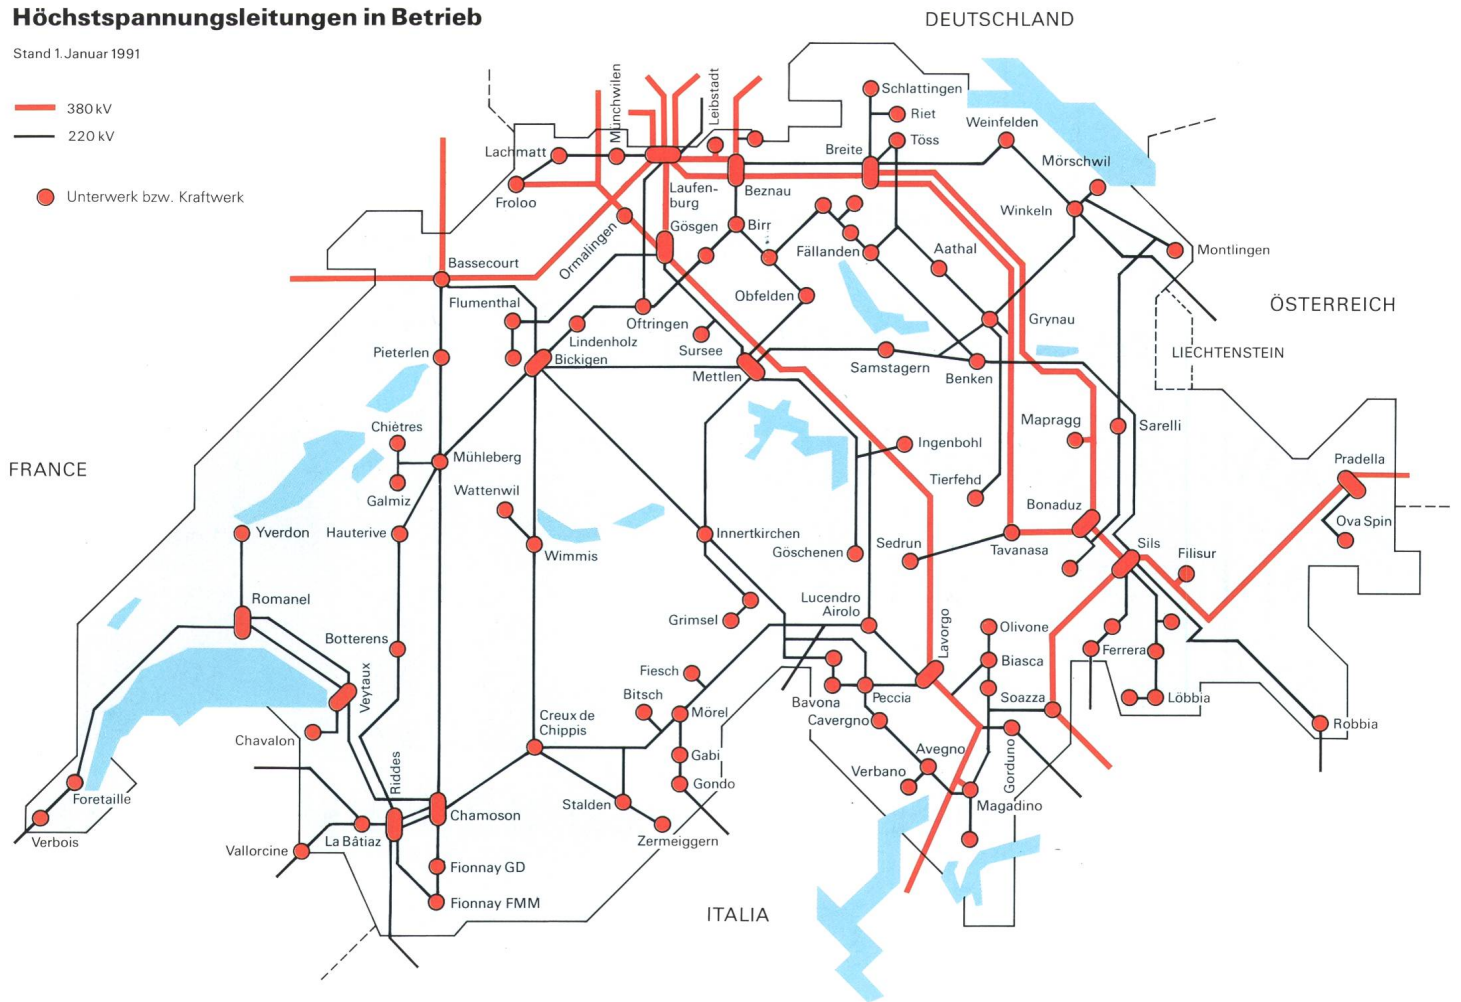 Höchstspannungsleitungen in Betrieb
Stand 1. Januar 1991
380 kV
220 kV
Unterwerk bzw. Kraftwerk
DEUTSCHLAND
ÖSTERREICH
LIECHTENSTEIN
FRANCE
ITALIA
Münchwilen
Leibstadt
Schlattingen
Riet
Töss
Weinfelden
Breite
Mörschwil
Lachmatt
Froloo
Laufen-
burg
Beznau
Winkeln
Montlingen
Ormalingen
Gösgen
Birr
Fällanden
Aathal
Bassecourt
Flumenthal
Obfelden
Grynau
Oftringen
Lindenholz
Sursee
Pieterlen
Bickigen
Mettlen
Samstagern
Benken
Chiètres
Mapragg
Sarelli
Mühleberg
Ingenbohl
Pradella
Galmiz
Wattenwil
Tierfehd
Bonaduz
Ova Spin
Yverdon
Hauterive
Wimmis
Innertkirchen
Göschenen
Sedrun
Tavanasa
Sils
Filisur
Romanel
Grimsel
Lucendro
Airolo
Lavorgo
Olivone
Botterens
Veytaux
Biasca
Ferrera
Fiesch
Bitsch
Bavona
Peccia
Soazza
Löbbia
Chavalon
Creux de
Chippis
Mörel
Cavergno
Robbia
Riddes
Gabi
Avegno
Gorduno
Verbano
Gondo
Foretaille
Stalden
Magadino
Chamoson
Verbois
La Bâtiaz
Zermeiggern
Vallorcine
Fionnay GD
Fionnay FMM